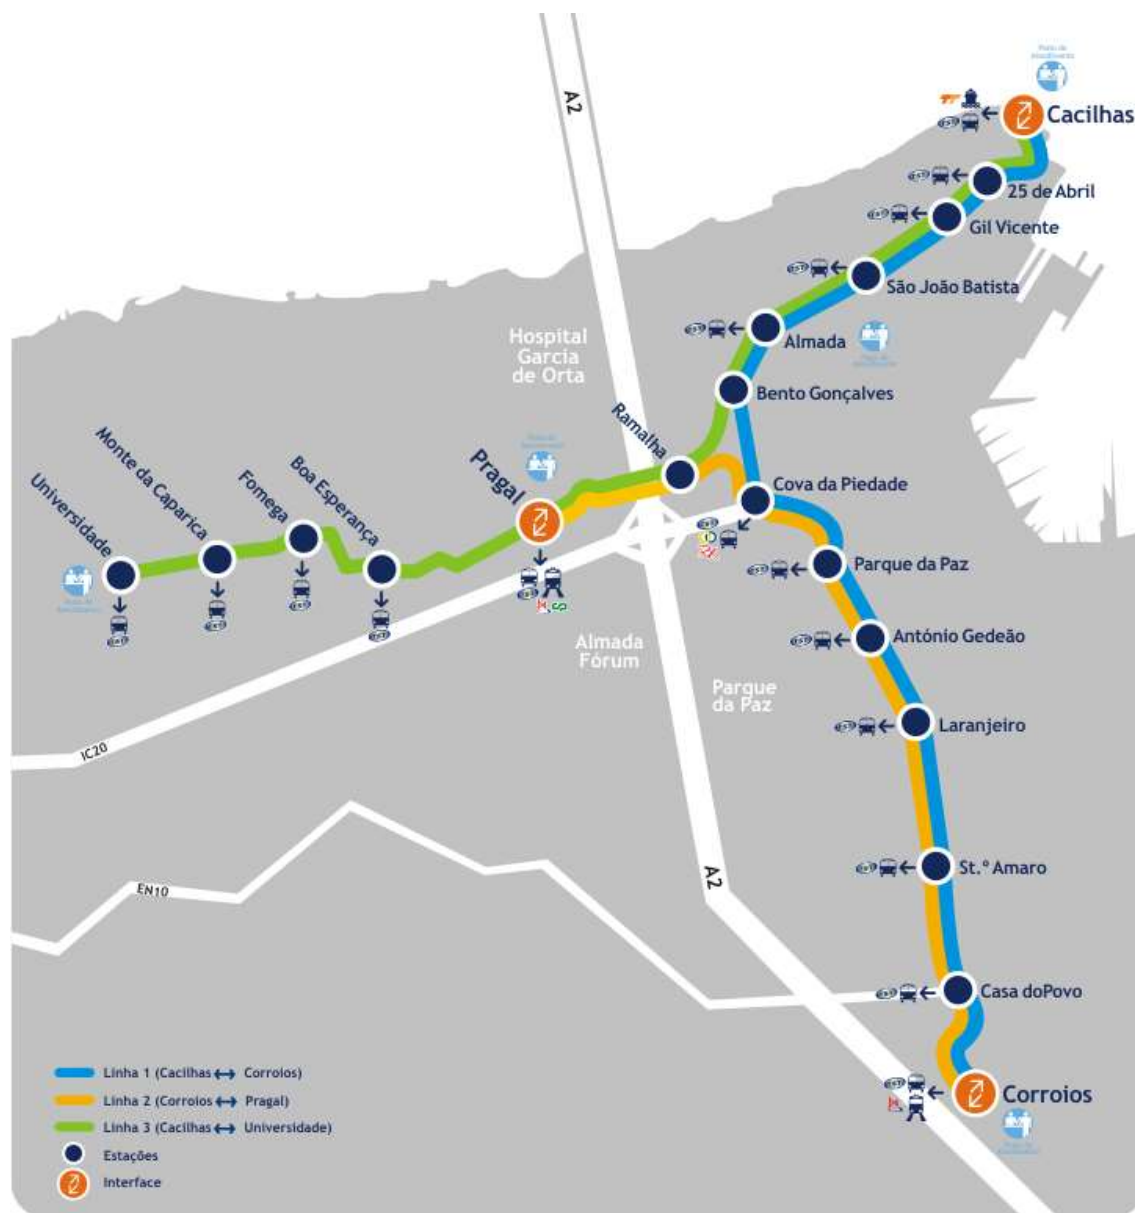 A2
Ponto de
Atendimento
Cacilhas
25 de Abril
Gil Vicente
São João Batista
Almada
Hospital
Garcia
de Orta
Bento Gonçalves
Ramalha
Pragal
Boa Esperança
Fomega
Monte da Caparica
Universidade
Cova da Piedade
Parque da Paz
António Gedeão
Almada
Fórum
Parque
da Paz
Laranjeiro
IC20
A2
St.º Amaro
EN10
Casa doPovo
Corroios
Linha 1 (Cacilhas ↔ Corroios)
Linha 2 (Corroios ↔ Pragal)
Linha 3 (Cacilhas ↔ Universidade)
Estações
Interface